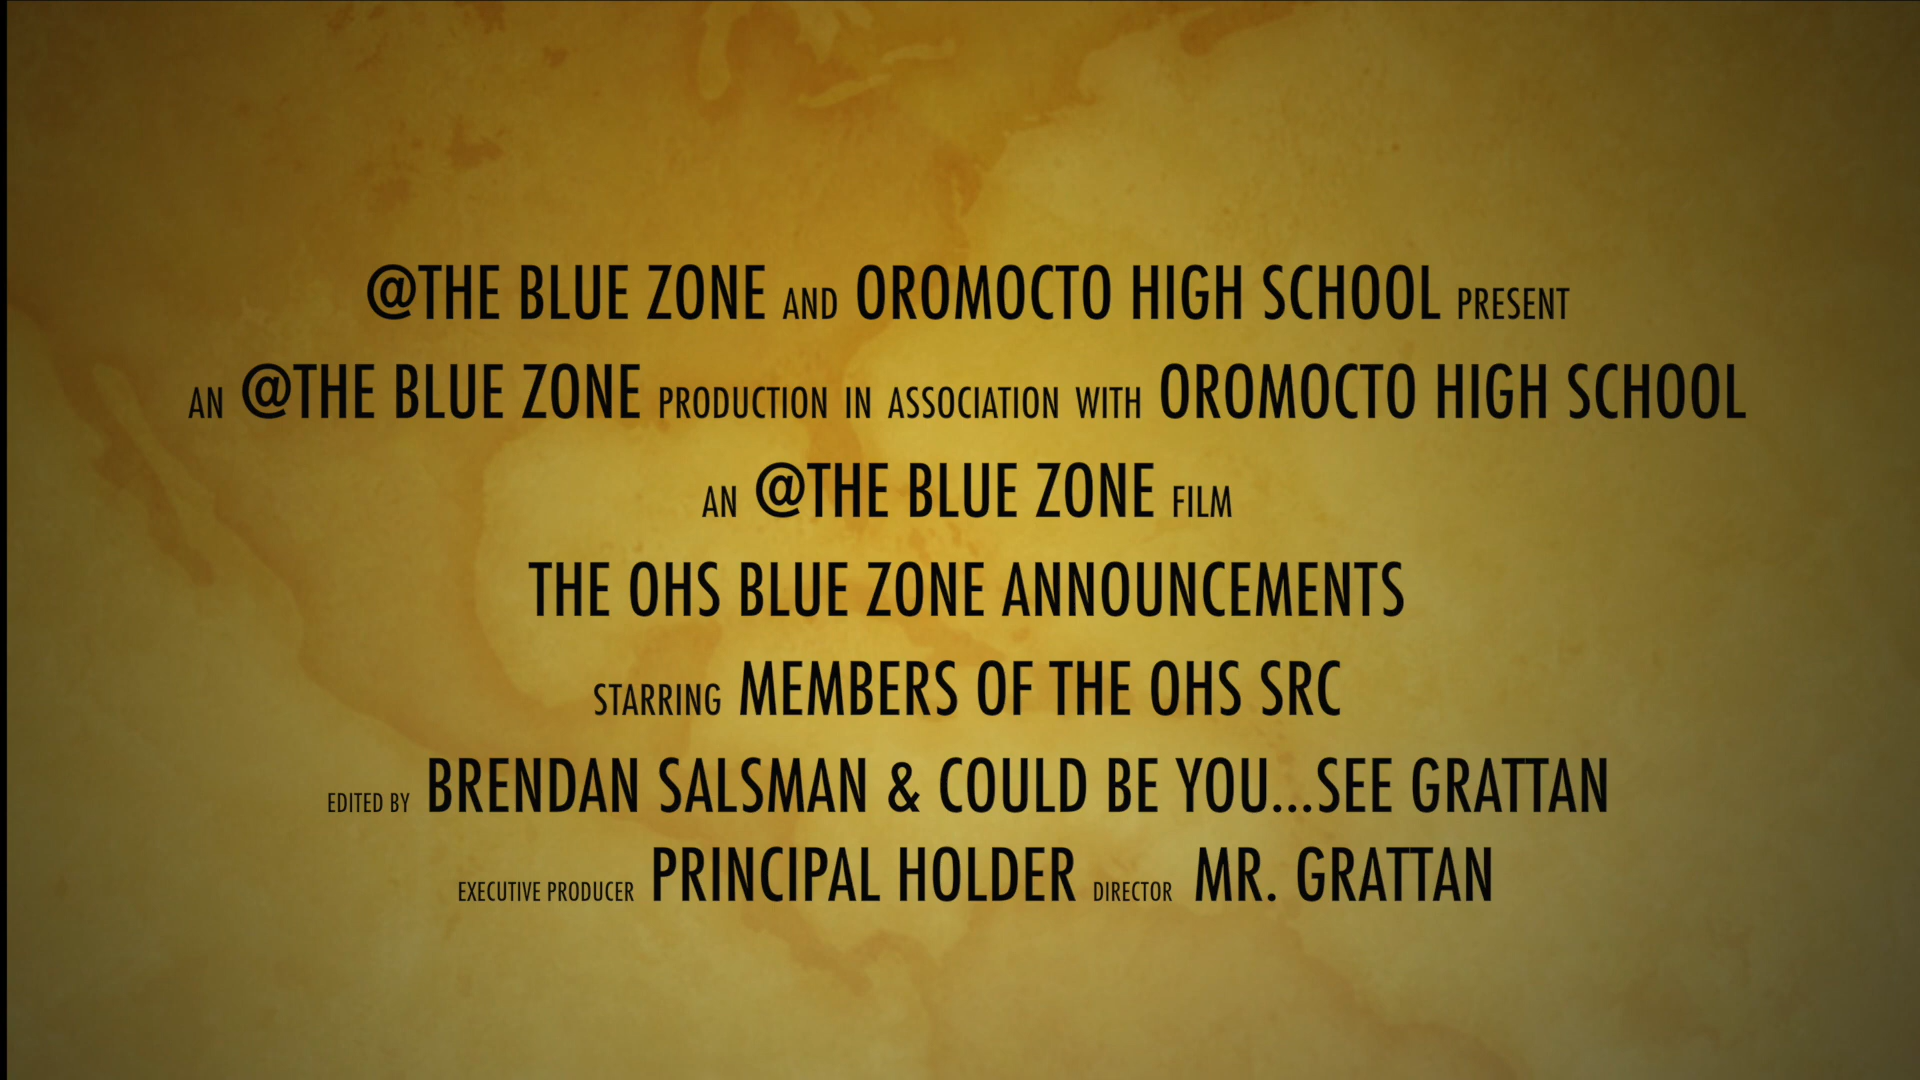 @THE BLUE ZONE AND OROMOCTO HIGH SCHOOL PRESENT
AN @THE BLUE ZONE PRODUCTION IN ASSOCIATION WITH OROMOCTO HIGH SCHOOL
AN @THE BLUE ZONE FILM
THE OHS BLUE ZONE ANNOUNCEMENTS
STARRING MEMBERS OF THE OHS SRC
EDITED BY BRENDAN SALSMAN & COULD BE YOU...SEE GRATTAN
EXECUTIVE PRODUCER PRINCIPAL HOLDER DIRECTOR MR. GRATTAN